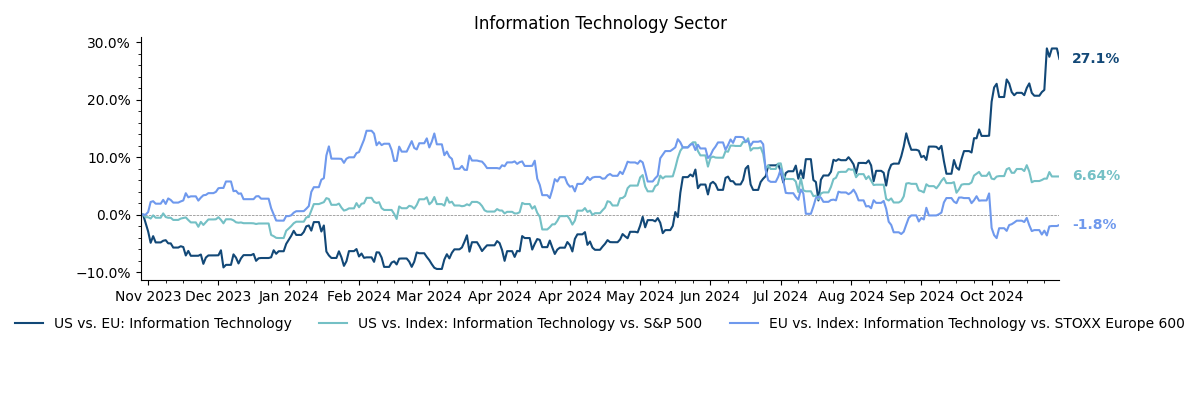 Information Technology Sector
30.0%
20.0%
10.0%
0.0%
−10.0%
27.1%
6.64%
-1.8%
Nov 2023 Dec 2023 Jan 2024 Feb 2024 Mar 2024 Apr 2024 Apr 2024 May 2024 Jun 2024 Jul 2024 Aug 2024 Sep 2024 Oct 2024
US vs. EU: Information Technology US vs. Index: Information Technology vs. S&P 500 EU vs. Index: Information Technology vs. STOXX Europe 600